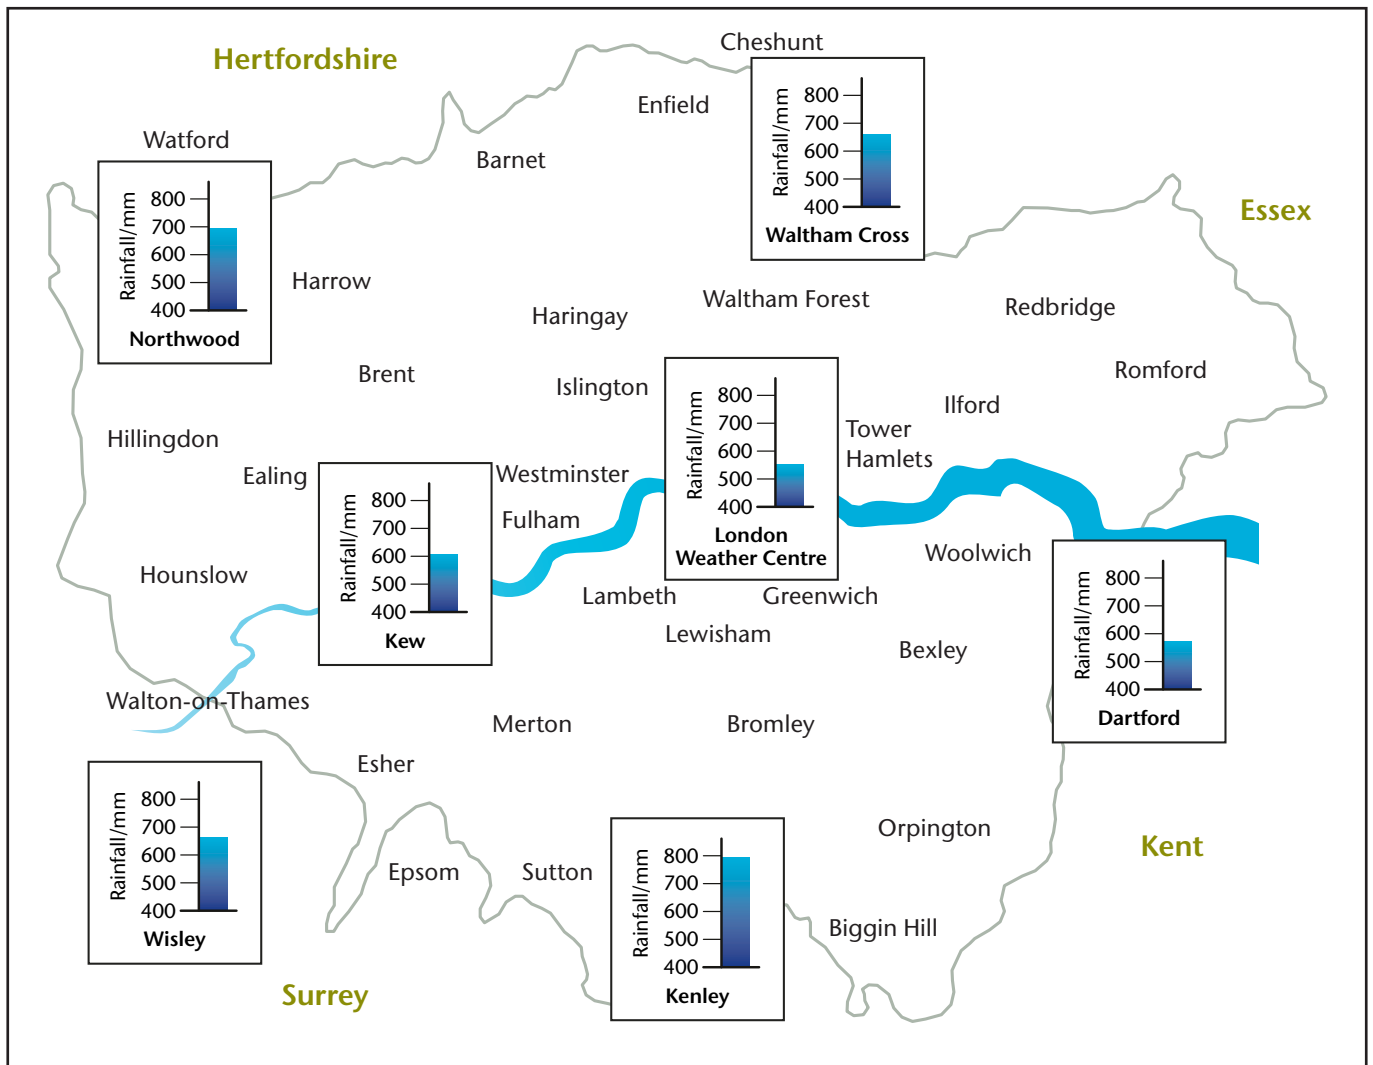 Cheshunt
Hertfordshire
Enfield
Watford
Barnet
Rainfall/mm
800
700
600
500
400
Waltham Cross
Rainfall/mm
800
700
600
500
400
Northwood
Essex
Harrow
Waltham Forest
Redbridge
Haringay
Brent
Islington
Romford
Ilford
Hillingdon
Tower
Hamlets
Ealing
Westminster
Fulham
Rainfall/mm
800
700
600
500
400
London
Weather Centre
Rainfall/mm
800
700
600
500
400
Kew
Woolwich
Hounslow
Lambeth
Greenwich
Lewisham
Bexley
Rainfall/mm
800
700
600
500
400
Dartford
Walton-on-Thames
Merton
Bromley
Esher
Rainfall/mm
800
700
600
500
400
Wisley
Orpington
Kent
Epsom
Sutton
Rainfall/mm
800
700
600
500
400
Kenley
Biggin Hill
Surrey